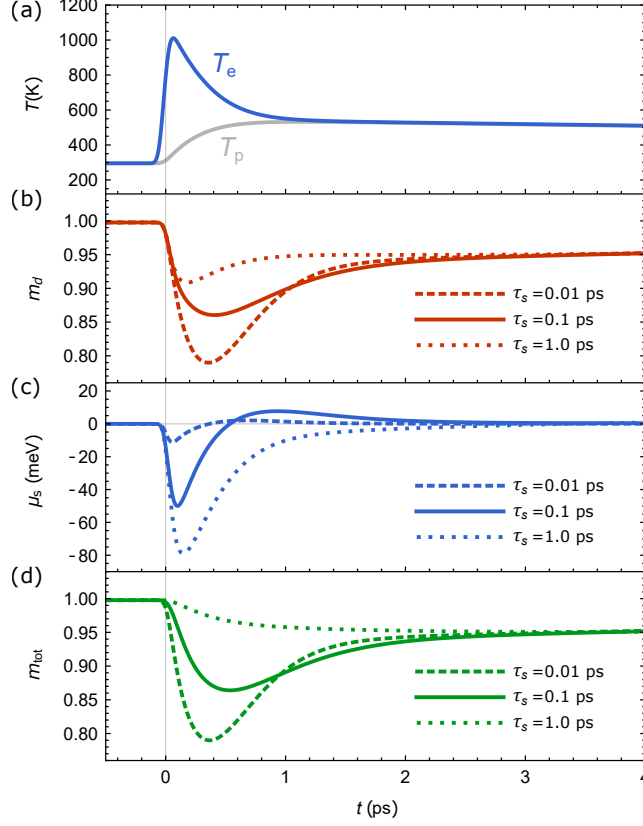 (a)
1200
1000
800
600
400
200
T(K)
Te
Tp
(b)
1.00
0.95
0.90
0.85
0.80
md
τs=0.01 ps
τs=0.1 ps
τs=1.0 ps
(c)
20
0
-20
-40
-60
-80
μs (meV)
τs=0.01 ps
τs=0.1 ps
τs=1.0 ps
(d)
1.00
0.95
0.90
0.85
0.80
mtot
τs=0.01 ps
τs=0.1 ps
τs=1.0 ps
0 1 2 3 4
t (ps)